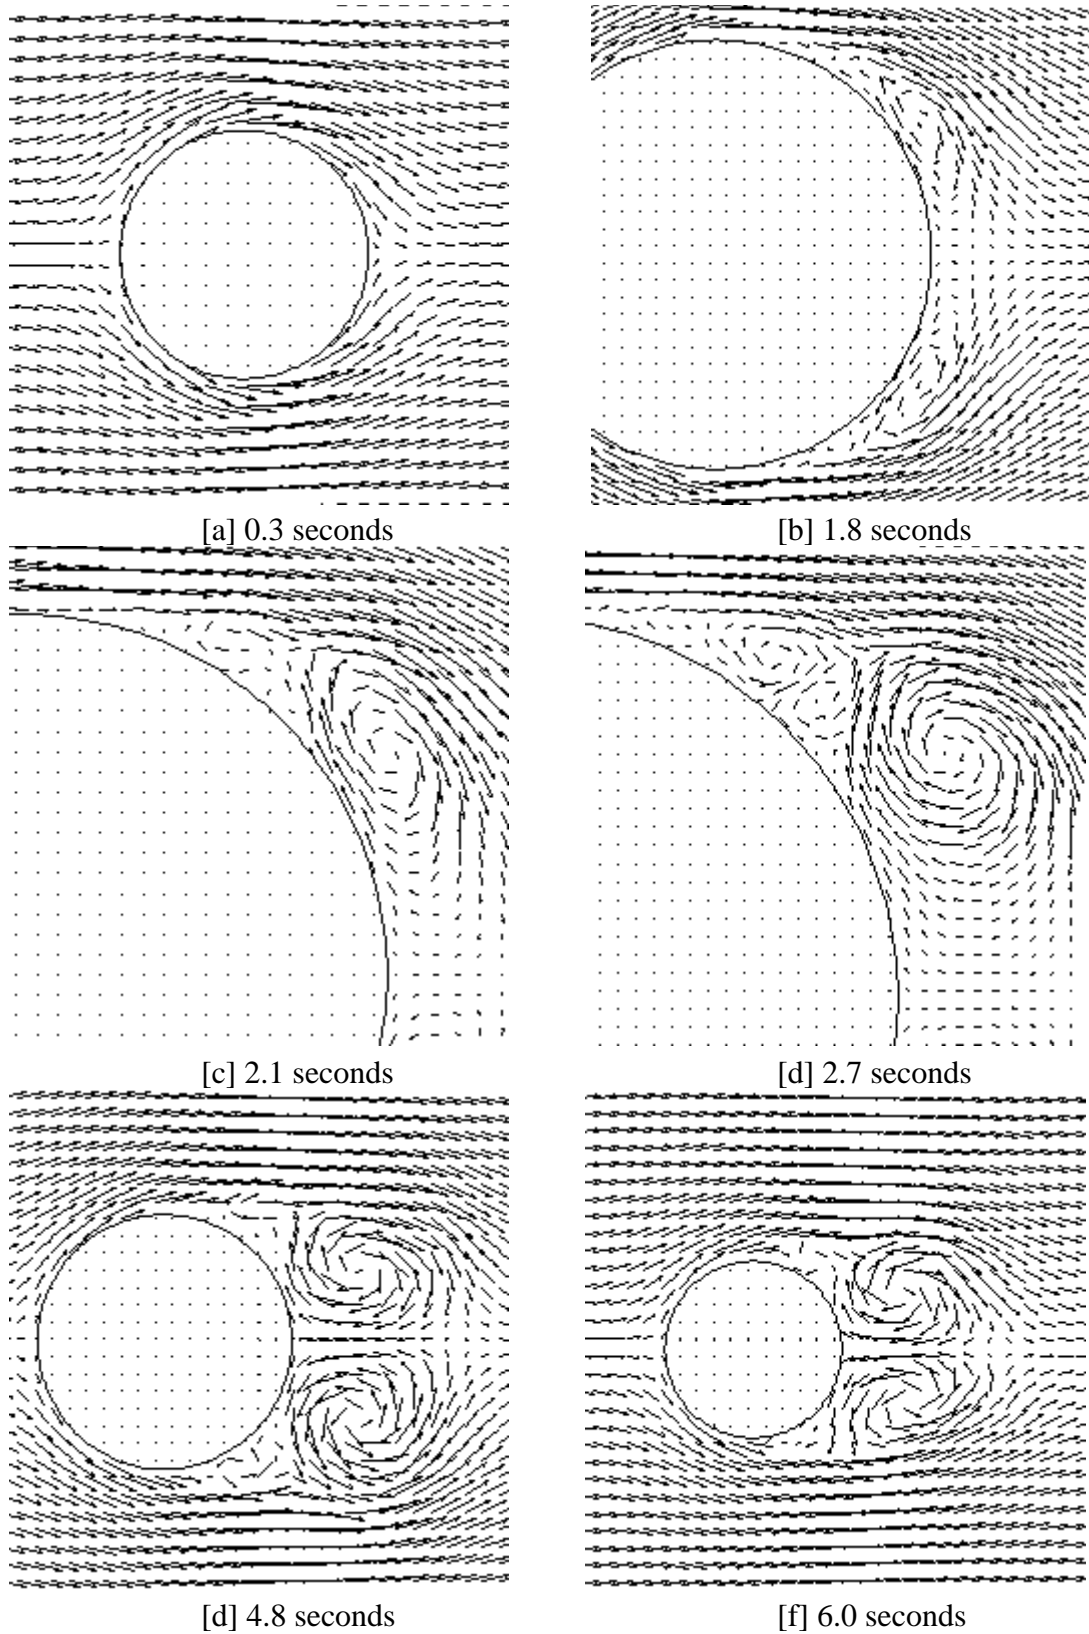 [a] 0.3 seconds
[b] 1.8 seconds
[c] 2.1 seconds
[d] 2.7 seconds
[d] 4.8 seconds
[f] 6.0 seconds